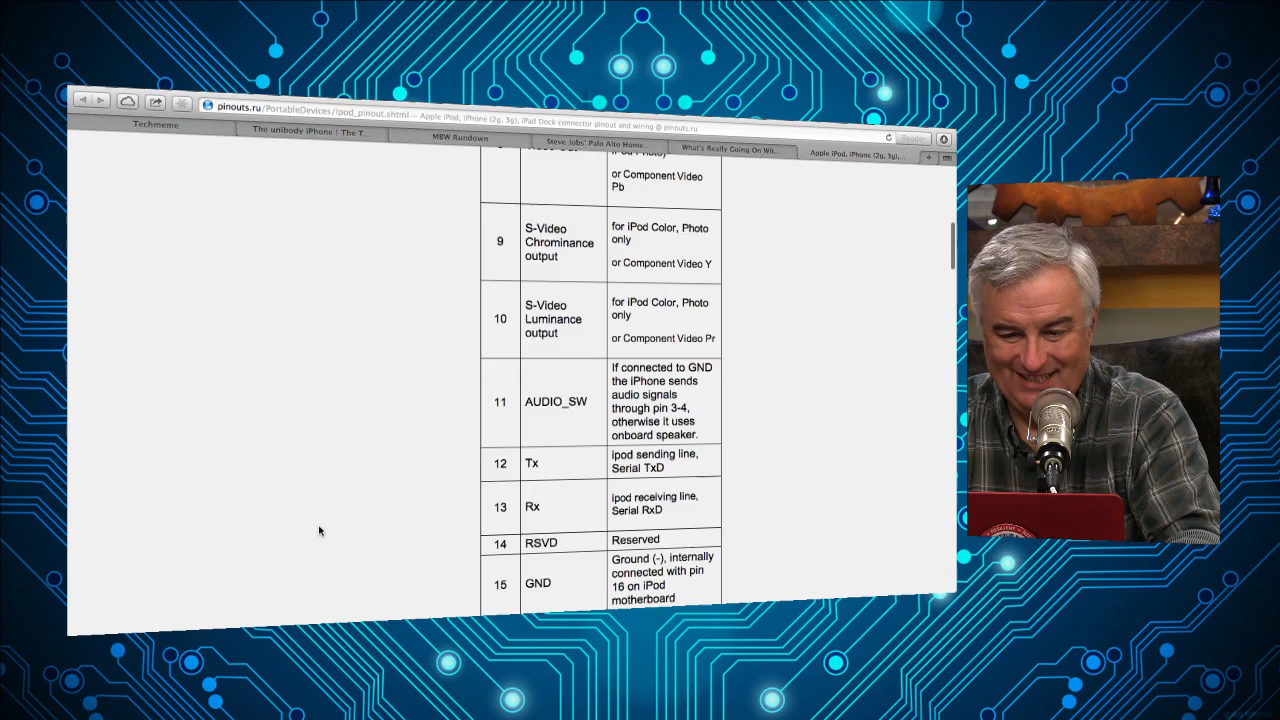 pinouts.ru/PortableDevices/ipod_pinout.shtml — Apple iPod, iPhone (2g, 3g), iPad Dock connector pinout and wiring @ pinouts.ru
Reader
Techmeme
The unibody iPhone | The T...
MBW Rundown
Steve Jobs' Palo Alto Home...
What's Really Going On Wit...
Apple iPod, iPhone (2g, 3g),...
or Component Video
Pb
9
S-Video
Chrominance
output
for iPod Color, Photo
only
or Component Video Y
10
S-Video
Luminance
output
for iPod Color, Photo
only
or Component Video Pr
11
AUDIO_SW
If connected to GND
the iPhone sends
audio signals
through pin 3-4,
otherwise it uses
onboard speaker.
12
Tx
ipod sending line,
Serial TxD
13
Rx
ipod receiving line,
Serial RxD
14
RSVD
Reserved
15
GND
Ground (-), internally
connected with pin
16 on iPod
motherboard